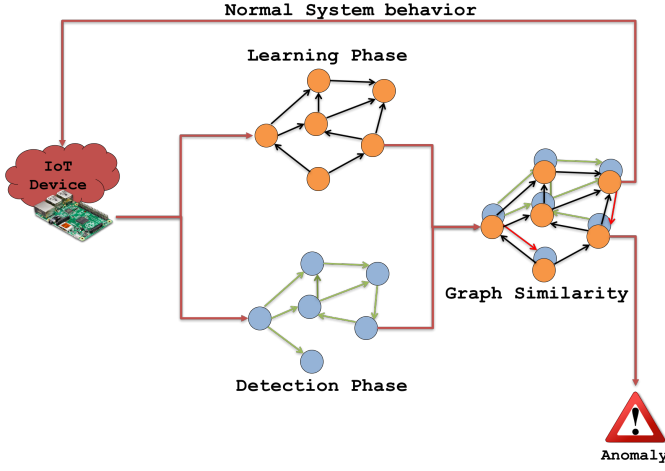 Normal System behavior
Learning Phase
IoT
Device
Graph Similarity
Detection Phase
Anomaly